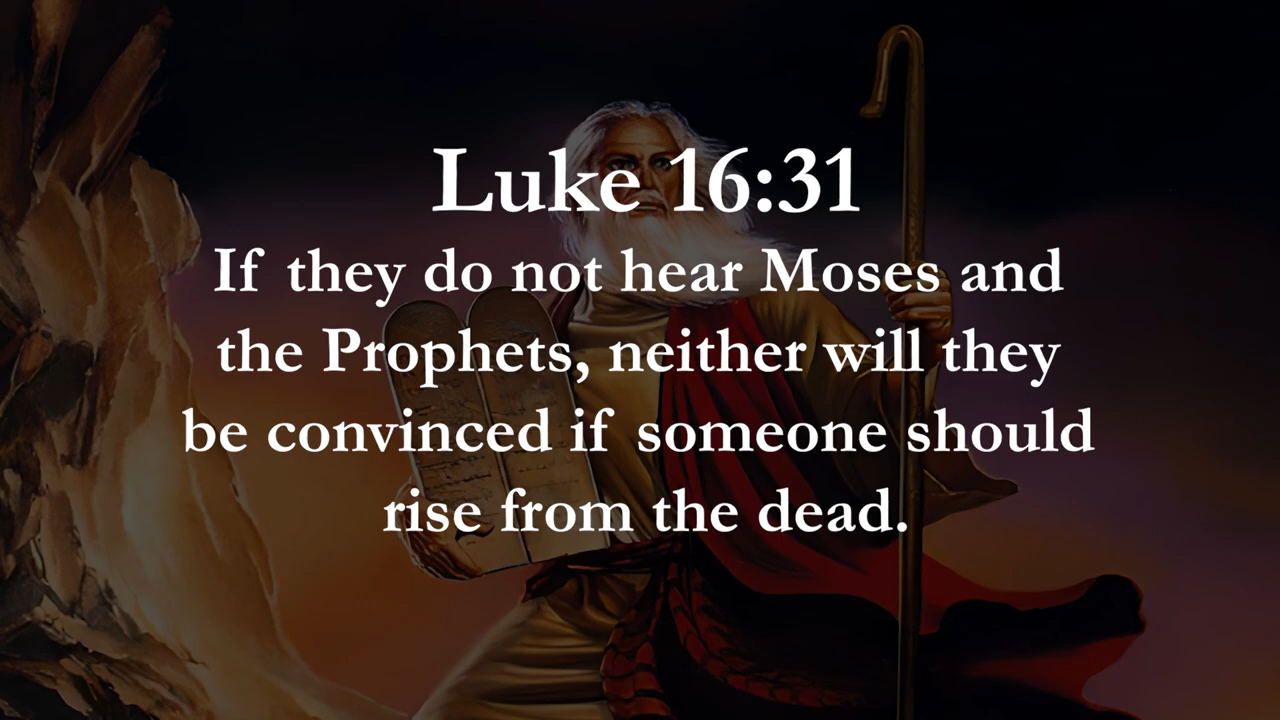 Luke 16:31
If they do not hear Moses and
the Prophets, neither will they
be convinced if someone should
rise from the dead.